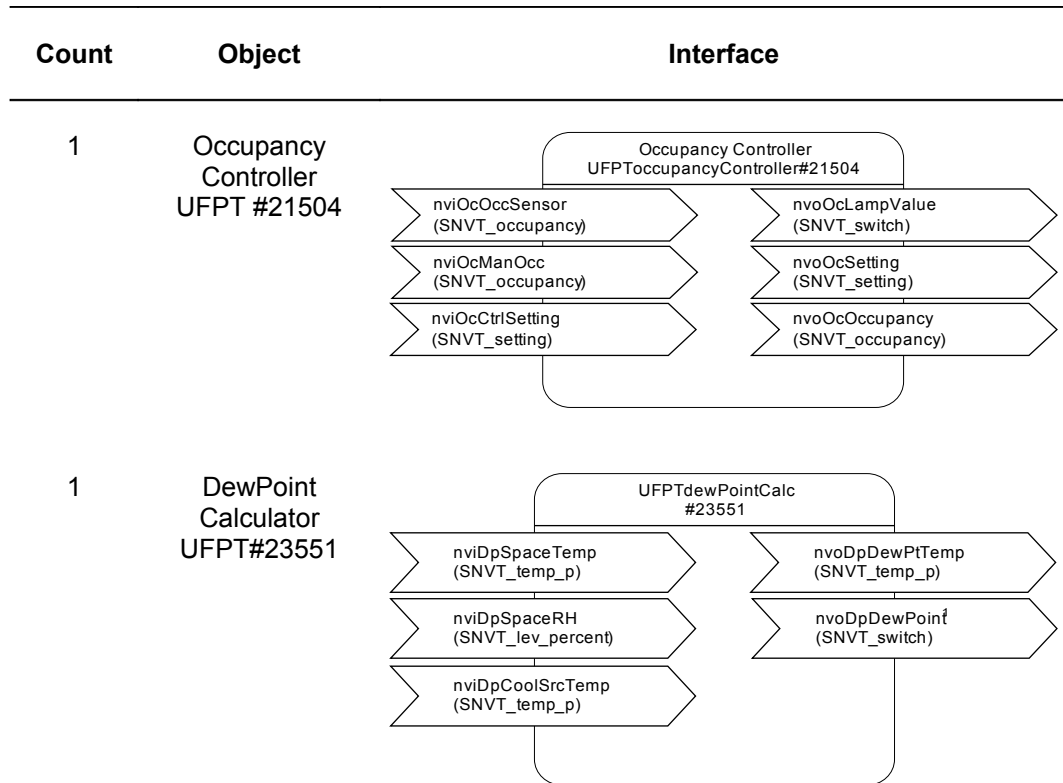 Count Object Interface
1
Occupancy
Controller
UFPT #21504
Occupancy Controller
UFPToccupancyController#21504
nviOcOccSensor
(SNVT_occupancy)
nvoOcLampValue
(SNVT_switch)
nviOcManOcc
(SNVT_occupancy)
nvoOcSetting
(SNVT_setting)
nviOcCtrlSetting
(SNVT_setting)
nvoOcOccupancy
(SNVT_occupancy)
1
DewPoint
Calculator
UFPT#23551
UFPTdewPointCalc
#23551
nviDpSpaceTemp
(SNVT_temp_p)
nvoDpDewPtTemp
(SNVT_temp_p)
nviDpSpaceRH
(SNVT_lev_percent)
nvoDpDewPoint1
(SNVT_switch)
nviDpCoolSrcTemp
(SNVT_temp_p)